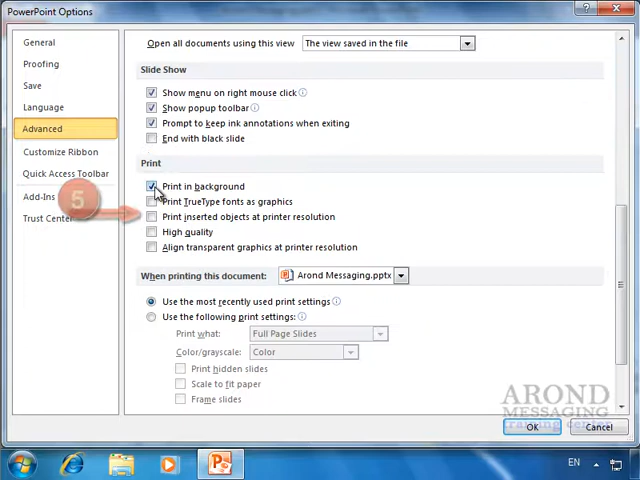 PowerPoint Options
General
Proofing
Save
Language
Advanced
Customize Ribbon
Quick Access Toolbar
Add-Ins
Trust Center
5
Open all documents using this view The view saved in the file
Slide Show
Show menu on right mouse click
Show popup toolbar
Prompt to keep ink annotations when exiting
End with black slide
Print
Print in background
Print TrueType fonts as graphics
Print inserted objects at printer resolution
High quality
Align transparent graphics at printer resolution
When printing this document: Arond Messaging.pptx
Use the most recently used print settings
Use the following print settings:
Print what: Full Page Slides
Color/grayscale: Color
Print hidden slides
Scale to fit paper
Frame slides
AROND
MESSAGING
training center
OK Cancel
EN